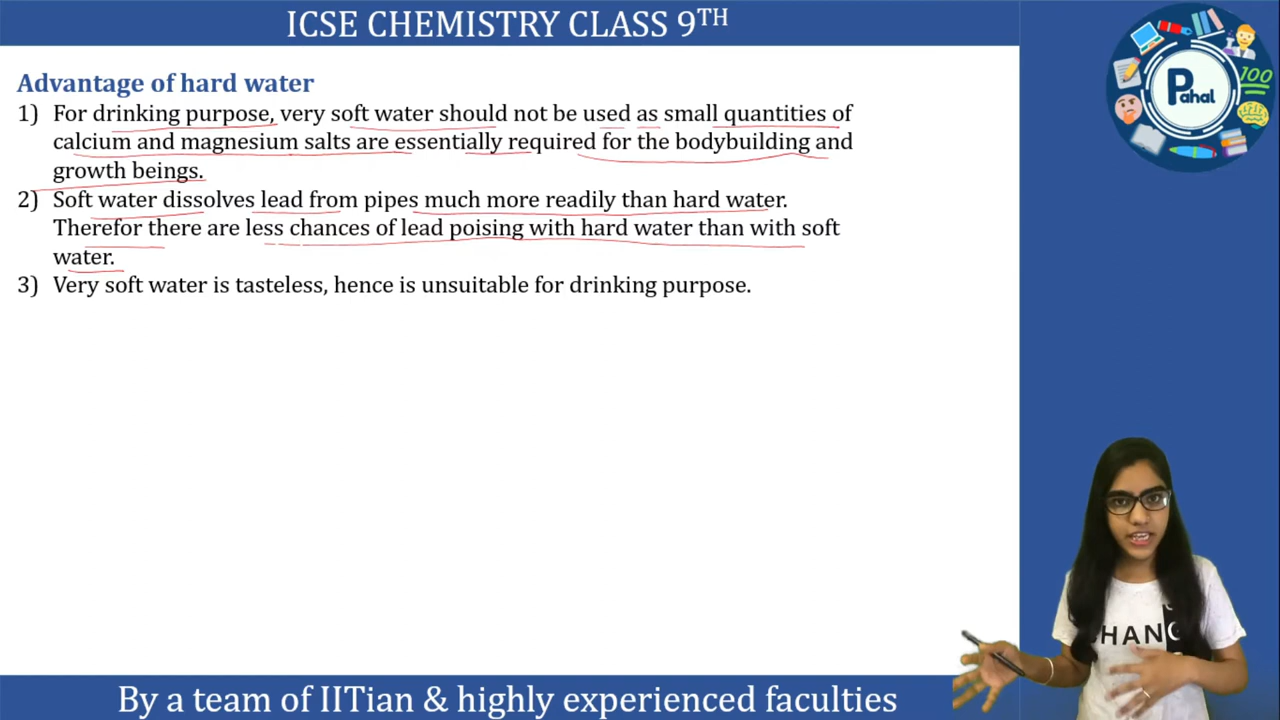 ICSE CHEMISTRY CLASS 9TH
Advantage of hard water
1) For drinking purpose, very soft water should not be used as small quantities of
calcium and magnesium salts are essentially required for the bodybuilding and
growth beings.
2) Soft water dissolves lead from pipes much more readily than hard water.
Therefor there are less chances of lead poising with hard water than with soft
water.
3) Very soft water is tasteless, hence is unsuitable for drinking purpose.
Pahal
100
CHANG
By a team of IITian & highly experienced faculties